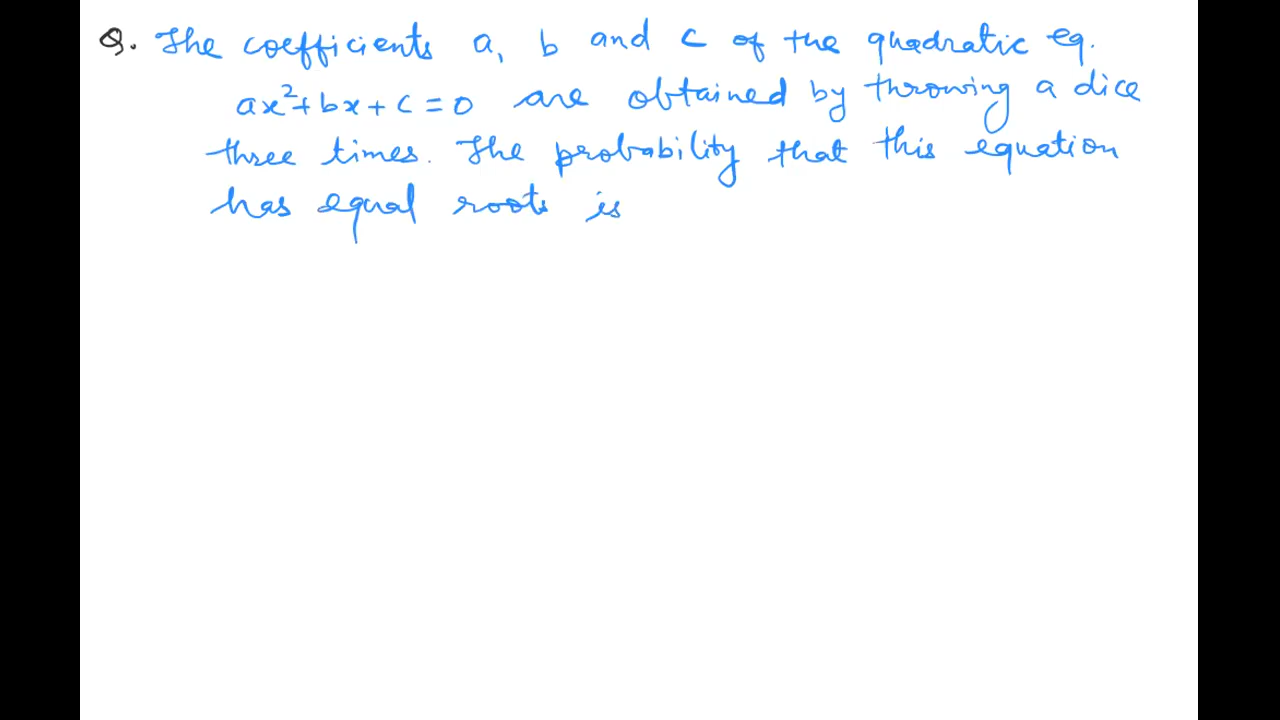 Q. The coefficients a, b and c of the quadratic eq.
ax²+bx+c=0 are obtained by throwing a dice
three times. The probability that this equation
has equal roots is